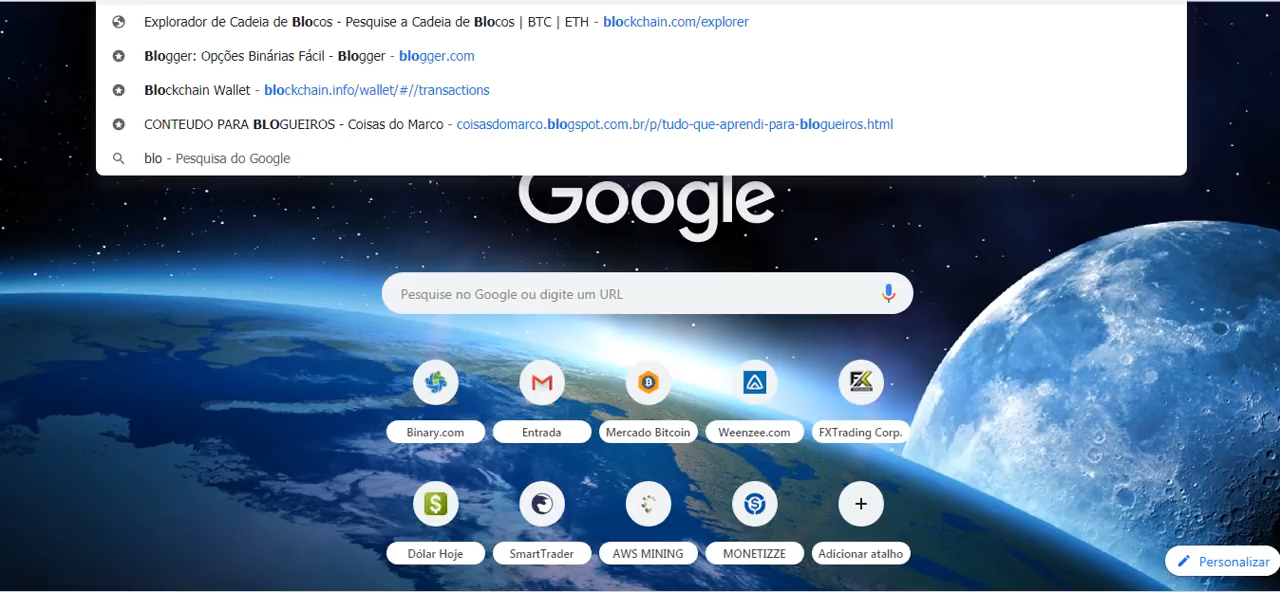 Explorador de Cadeia de Blocos - Pesquise a Cadeia de Blocos | BTC | ETH - blockchain.com/explorer
Blogger: Opções Binárias Fácil - Blogger - blogger.com
Blockchain Wallet - blockchain.info/wallet/#//transactions
CONTEUDO PARA BLOGUEIROS - Coisas do Marco - coisasdomarco.blogspot.com.br/p/tudo-que-aprendi-para-blogueiros.html
blo - Pesquisa do Google
Google
Pesquise no Google ou digite um URL
Binary.com Entrada Mercado Bitcoin Weenzee.com FXTrading Corp.
Dólar Hoje SmartTrader AWS MINING MONETIZZE Adicionar atalho
Personalizar